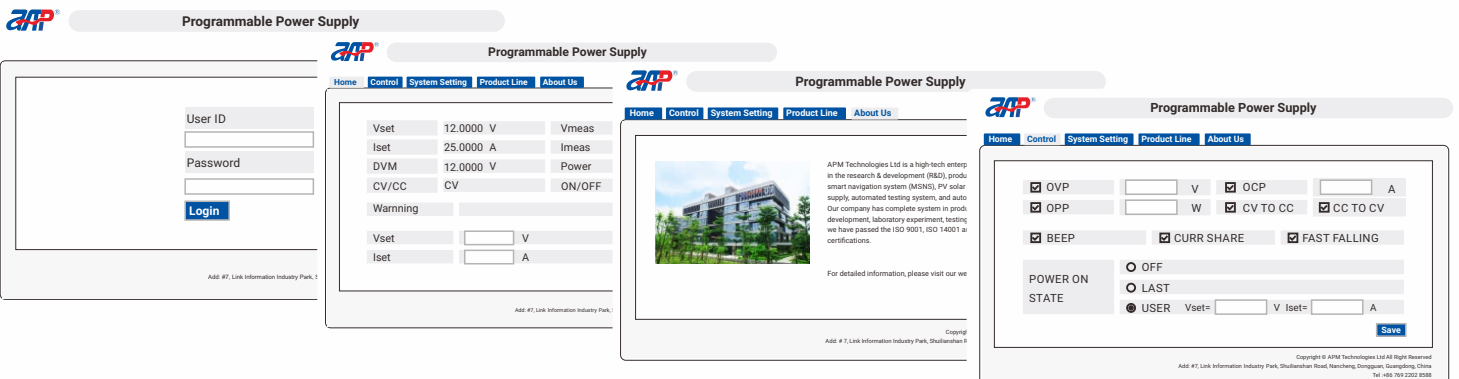 AAP®
Programmable Power Supply
User ID
Password
Login
Add: #7, Link Information Industry Park,
AAP®
Programmable Power Supply
Home Control System Setting Product Line About Us
Vset 12.0000 V Vmeas
Iset 25.0000 A Imeas
DVM 12.0000 V Power
CV/CC CV ON/OFF
Warnning
Vset V
Iset A
Add: #7, Link Information Industry Park,
AAP®
Programmable Power Supply
Home Control System Setting Product Line About Us
APM Technologies Ltd is a high-tech enterp
in the research & development (R&D), produ
smart navigation system (MSNS), PV solar
supply, automated testing system, and auto
Our company has complete system in produ
development, laboratory experiment, testing
we have passed the ISO 9001, ISO 14001 a
certifications.
For detailed information, please visit our we
Copyrigh
Add: # 7, Link Information Industry Park, Shuilianshan R
AAP®
Programmable Power Supply
Home Control System Setting Product Line About Us
OVP V OCP A
OPP W CV TO CC CC TO CV
BEEP CURR SHARE FAST FALLING
POWER ON STATE
OFF
LAST
USER Vset= V Iset= A
Save
Copyright © APM Technologies Ltd All Right Reserved
Add: #7, Link Information Industry Park, Shuilianshan Road, Nancheng, Dongguan, Guangdong, China
Tel :+86 769 2202 8588